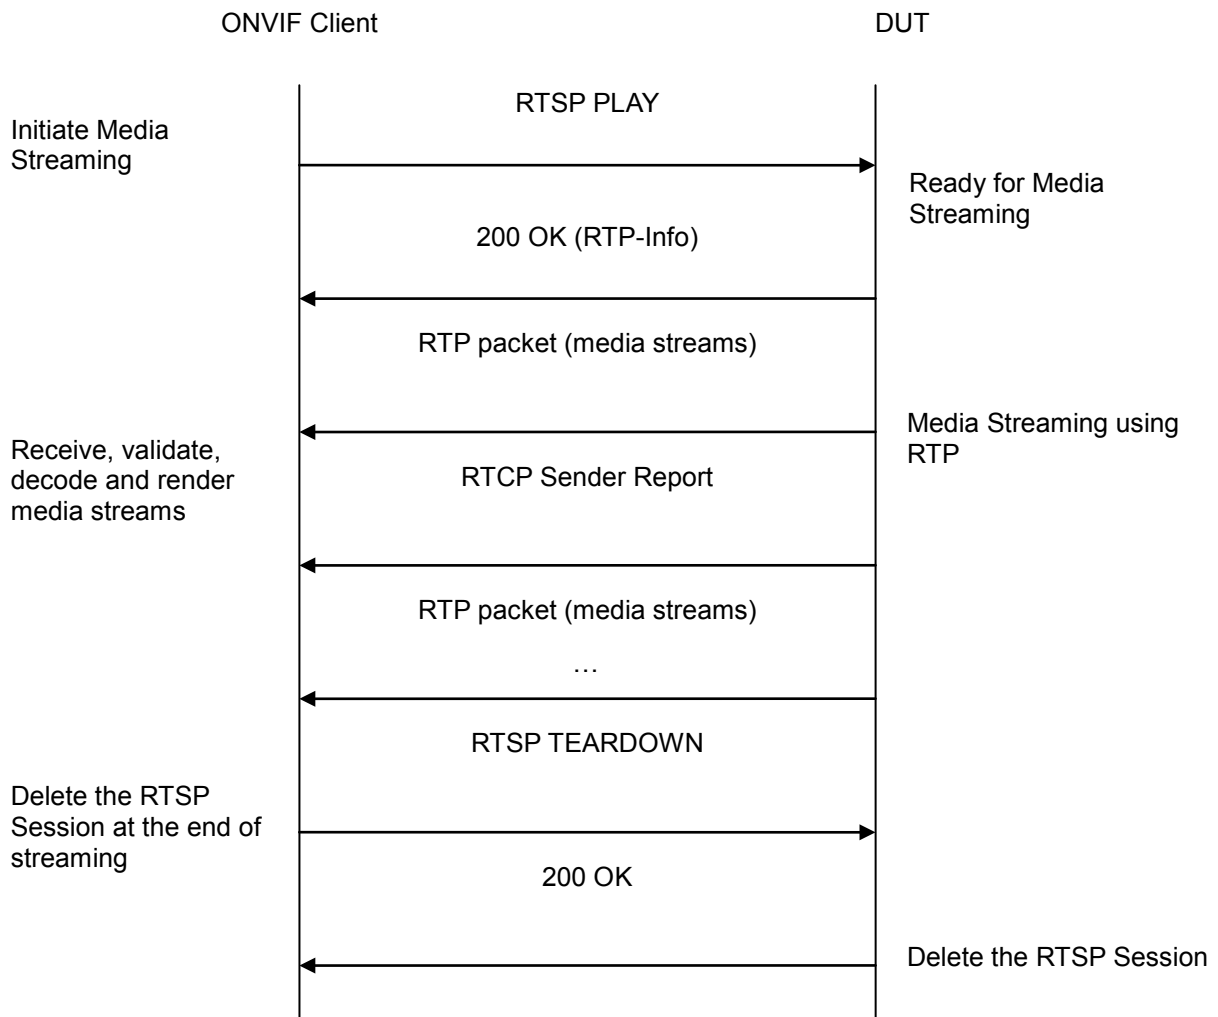 ONVIF Client
DUT
RTSP PLAY
Initiate Media
Streaming
Ready for Media
Streaming
200 OK (RTP-Info)
RTP packet (media streams)
Media Streaming using
RTP
Receive, validate,
decode and render
media streams
RTCP Sender Report
RTP packet (media streams)
…
RTSP TEARDOWN
Delete the RTSP
Session at the end of
streaming
200 OK
Delete the RTSP Session